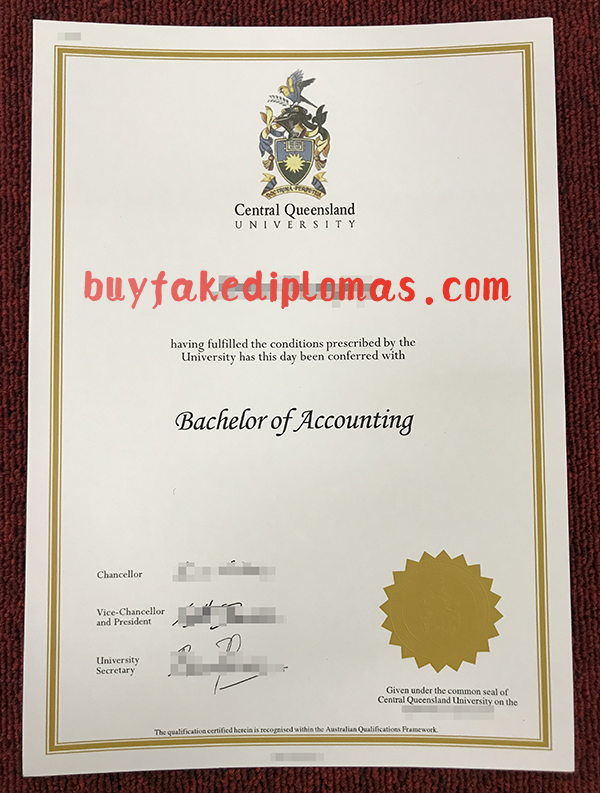 DOCTRINA PERPETUA
Central Queensland
UNIVERSITY
buyfakediplomas.com
having fulfilled the conditions prescribed by the
University has this day been conferred with
Bachelor of Accounting
Chancellor
Vice-Chancellor
and President
University
Secretary
Given under the common seal of
Central Queensland University on the
The qualification certified herein is recognised within the Australian Qualifications Framework.